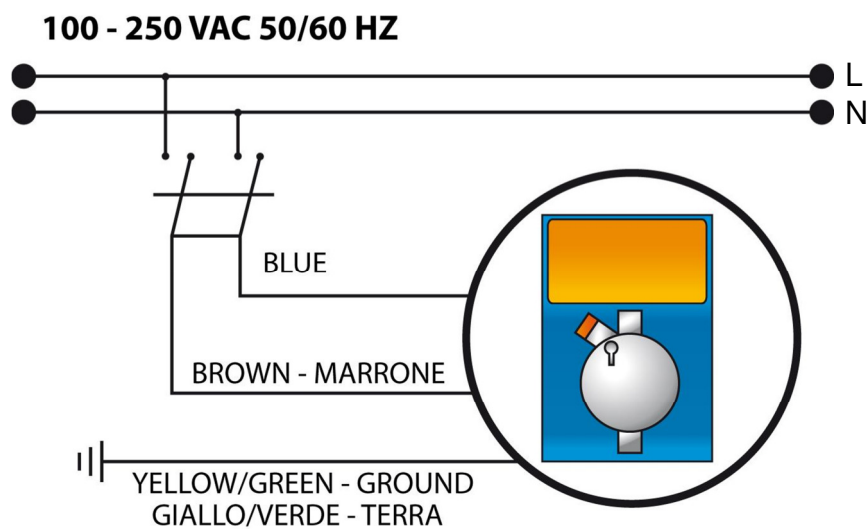 100 - 250 VAC 50/60 HZ
L
N
BLUE
BROWN - MARRONE
YELLOW/GREEN - GROUND
GIALLO/VERDE - TERRA